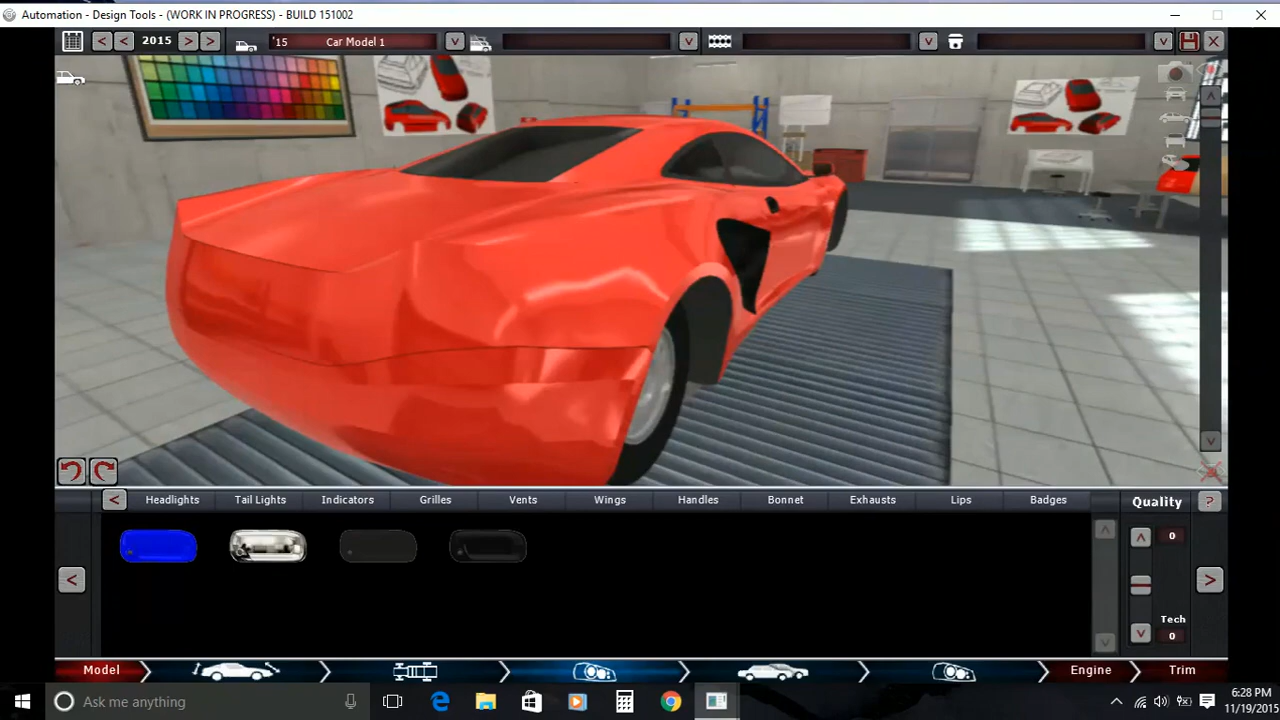 Automation - Design Tools - (WORK IN PROGRESS) - BUILD 151002
< < 2015 > > '15 Car Model 1
Headlights Tail Lights Indicators Grilles Vents Wings Handles Bonnet Exhausts Lips Badges Quality ?
0
Tech
0
Model Engine Trim
Ask me anything
6:28 PM
11/19/2015